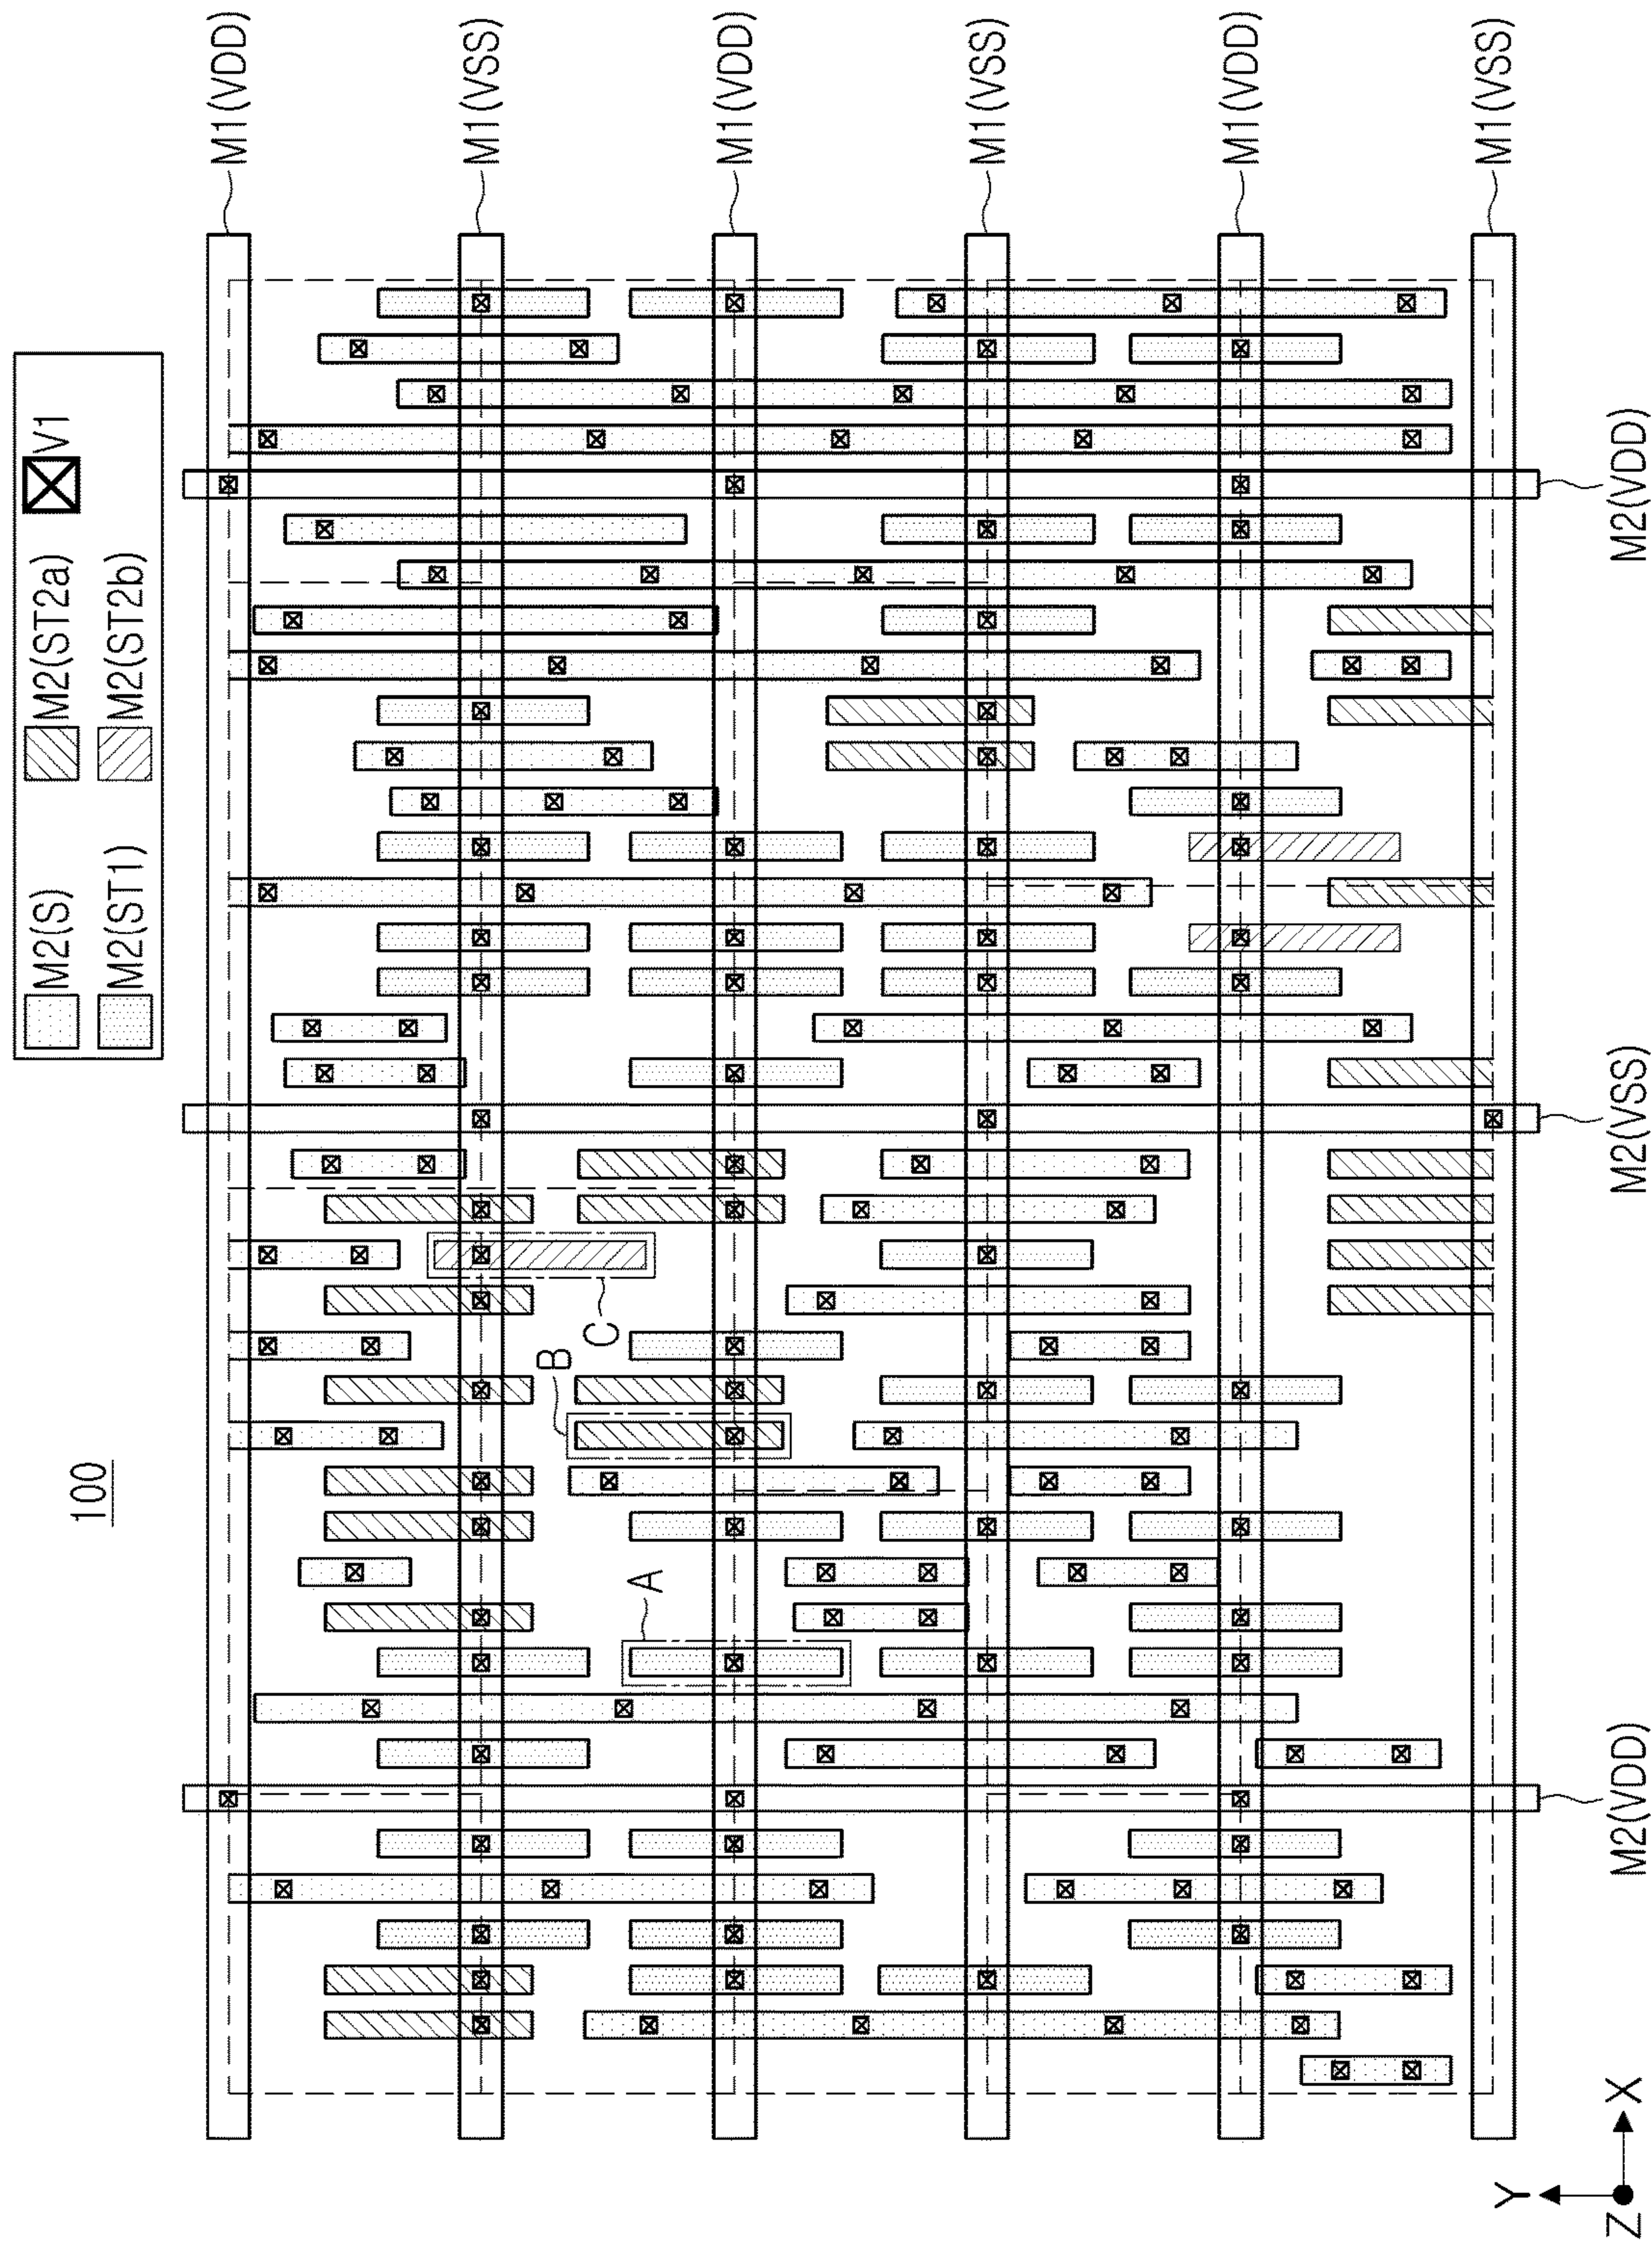 100
M2(S)
M2(ST2a)
V1
M2(ST1)
M2(ST2b)
M1(VDD)
M1(VSS)
M1(VDD)
M1(VSS)
M1(VDD)
M1(VSS)
A
B
C
M2(VDD)
M2(VSS)
M2(VDD)
Y
Z
X